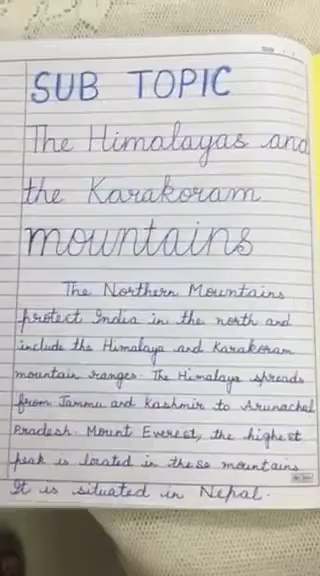 SUB TOPIC
The Himalayas and
the Karakoram
mountains
The Northern Mountains
protect India in the north and
include the Himalaya and Karakoram
mountain ranges. The Himalaya spreads
from Jammu and Kashmir to Arunachal
Pradesh. Mount Everest, the highest
peak is located in these mountains.
It is situated in Nepal.